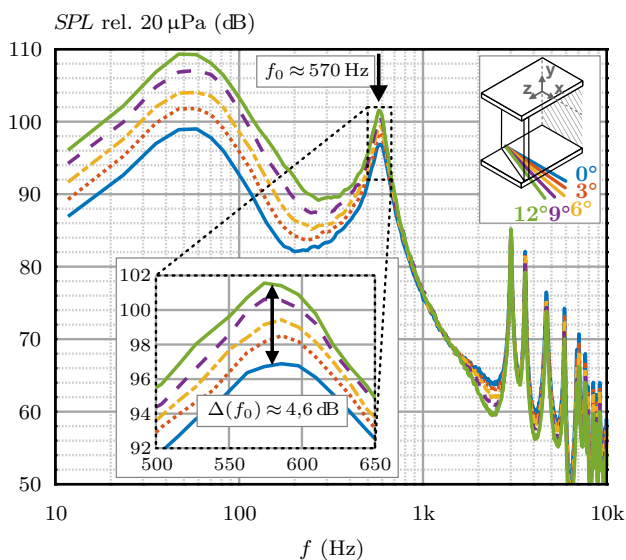 SPL rel. 20 μPa (dB)
110
100
90
80
70
60
50
f₀ ≈ 570 Hz
y
z
x
0°
3°
12°9°6°
102
100
98
96
94
92
Δ(f₀) ≈ 4,6 dB
500
550
600
650
10
100
1k
10k
f (Hz)